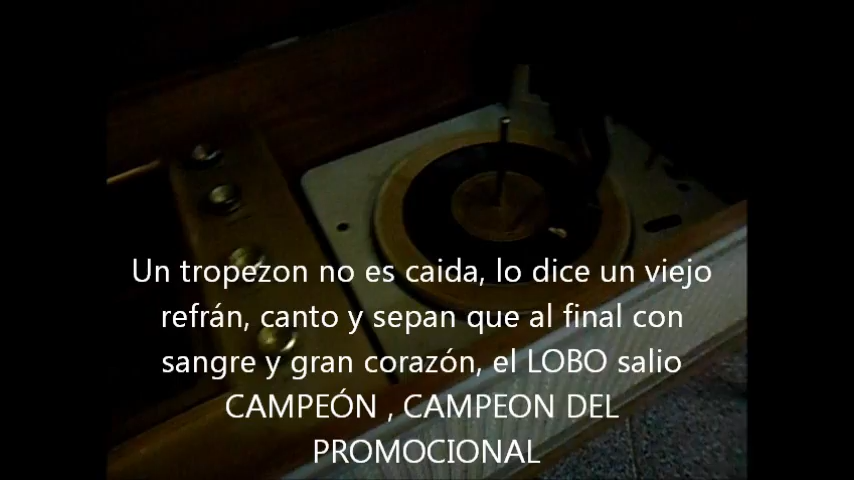 Un tropezon no es caida, lo dice un viejo
refrán, canto y sepan que al final con
sangre y gran corazón, el LOBO salio
CAMPEÓN , CAMPEON DEL
PROMOCIONAL